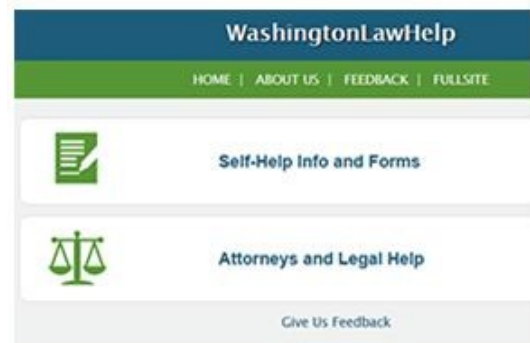 WashingtonLawHelp
HOME | ABOUT US | FEEDBACK | FULLSITE
Self-Help Info and Forms
Attorneys and Legal Help
Give Us Feedback